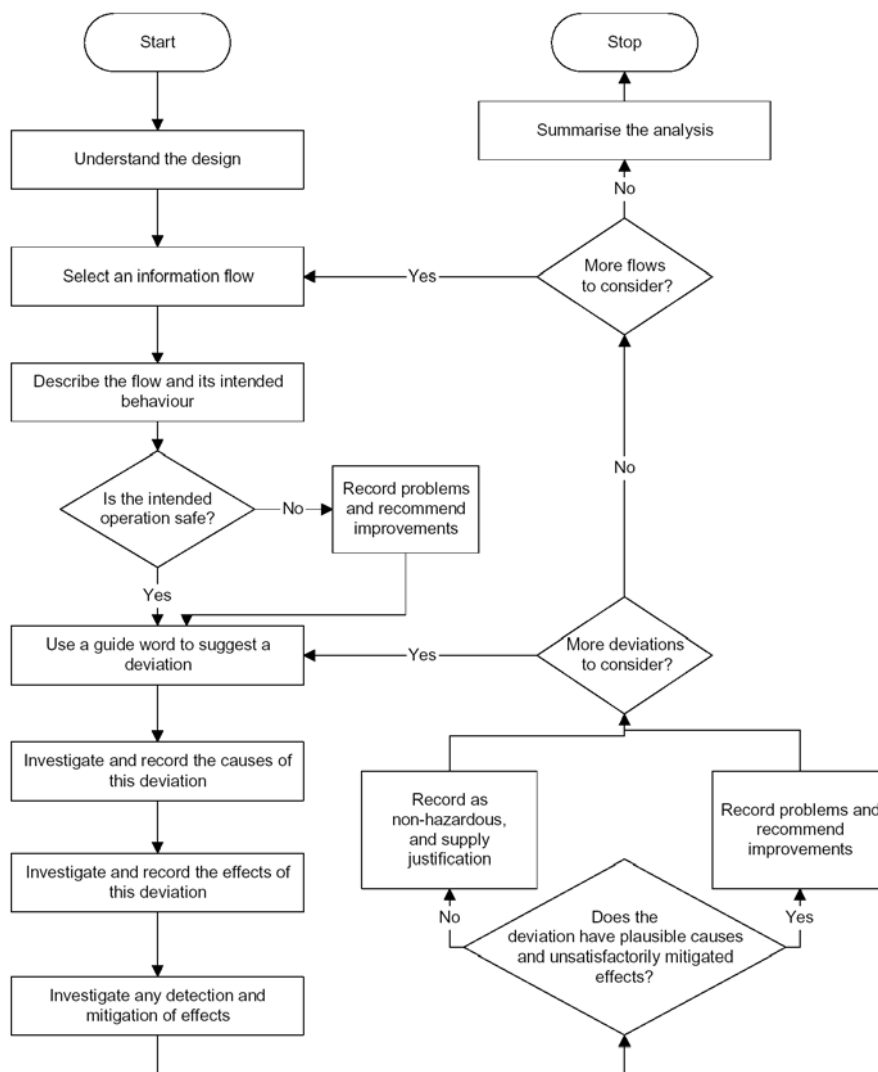 Start
Understand the design
Select an information flow
Describe the flow and its intended
behaviour
Is the intended
operation safe?
No
Record problems
and recommend
improvements
Yes
Use a guide word to suggest a
deviation
Investigate and record the causes of
this deviation
Investigate and record the effects of
this deviation
Investigate any detection and
mitigation of effects
Does the
deviation have plausible causes
and unsatisfactorily mitigated
effects?
No
Yes
Record as
non-hazardous,
and supply
justification
Record problems and
recommend
improvements
More deviations
to consider?
Yes
No
More flows
to consider?
Yes
No
Summarise the analysis
Stop